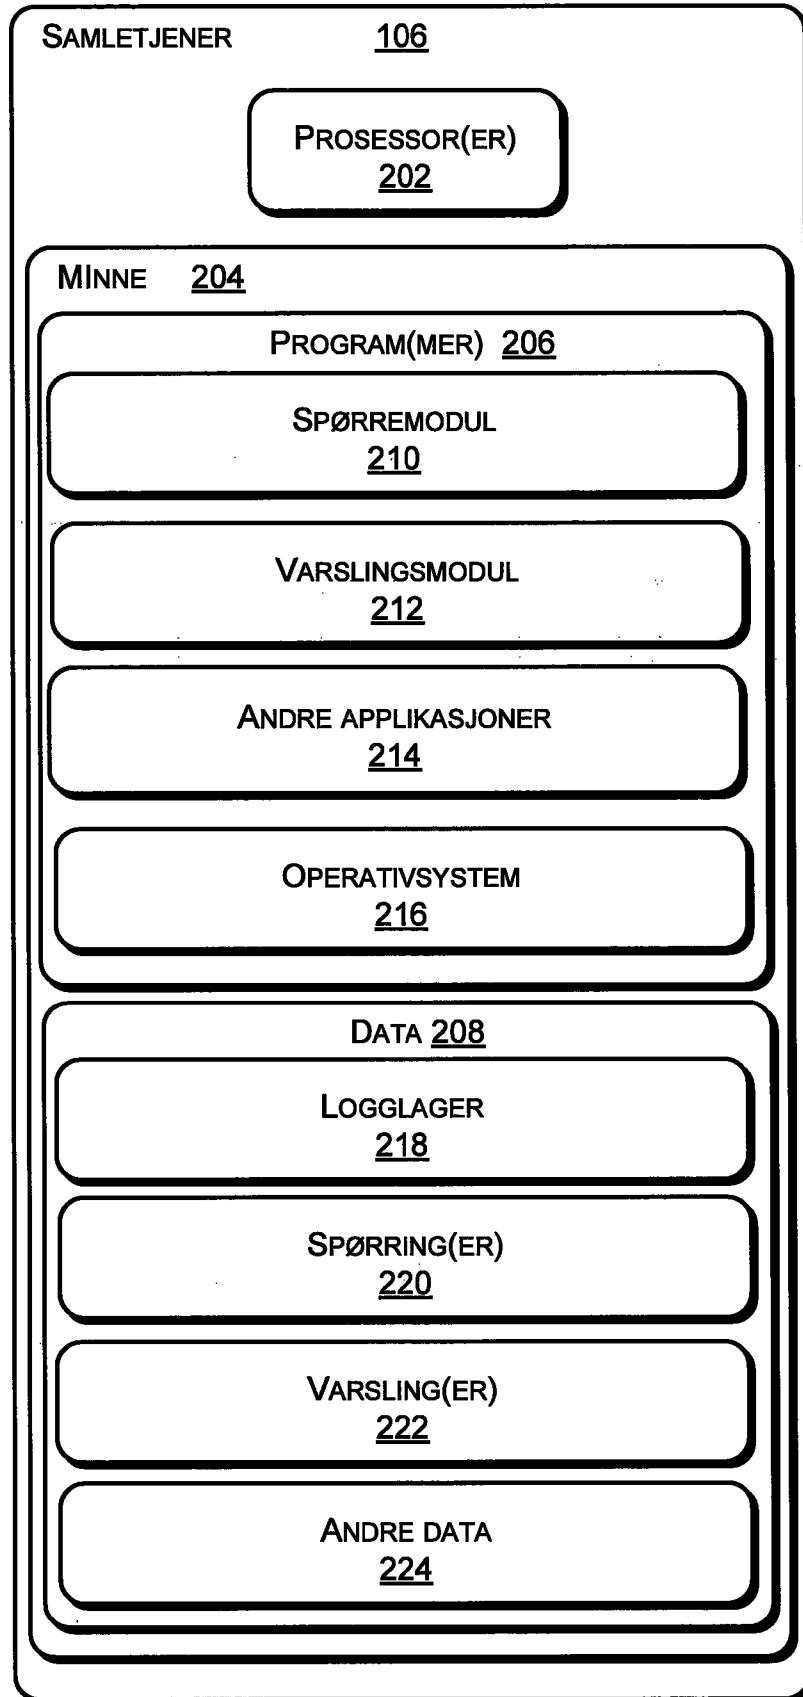 SAMLETJENER 106
PROSESSOR(ER)
202
MINNE 204
PROGRAM(MER) 206
SPØRREMODUL
210
VARSLINGSMODUL
212
ANDRE APPLIKASJONER
214
OPERATIVSYSTEM
216
DATA 208
LOGGLAGER
218
SPØRRING(ER)
220
VARSLING(ER)
222
ANDRE DATA
224